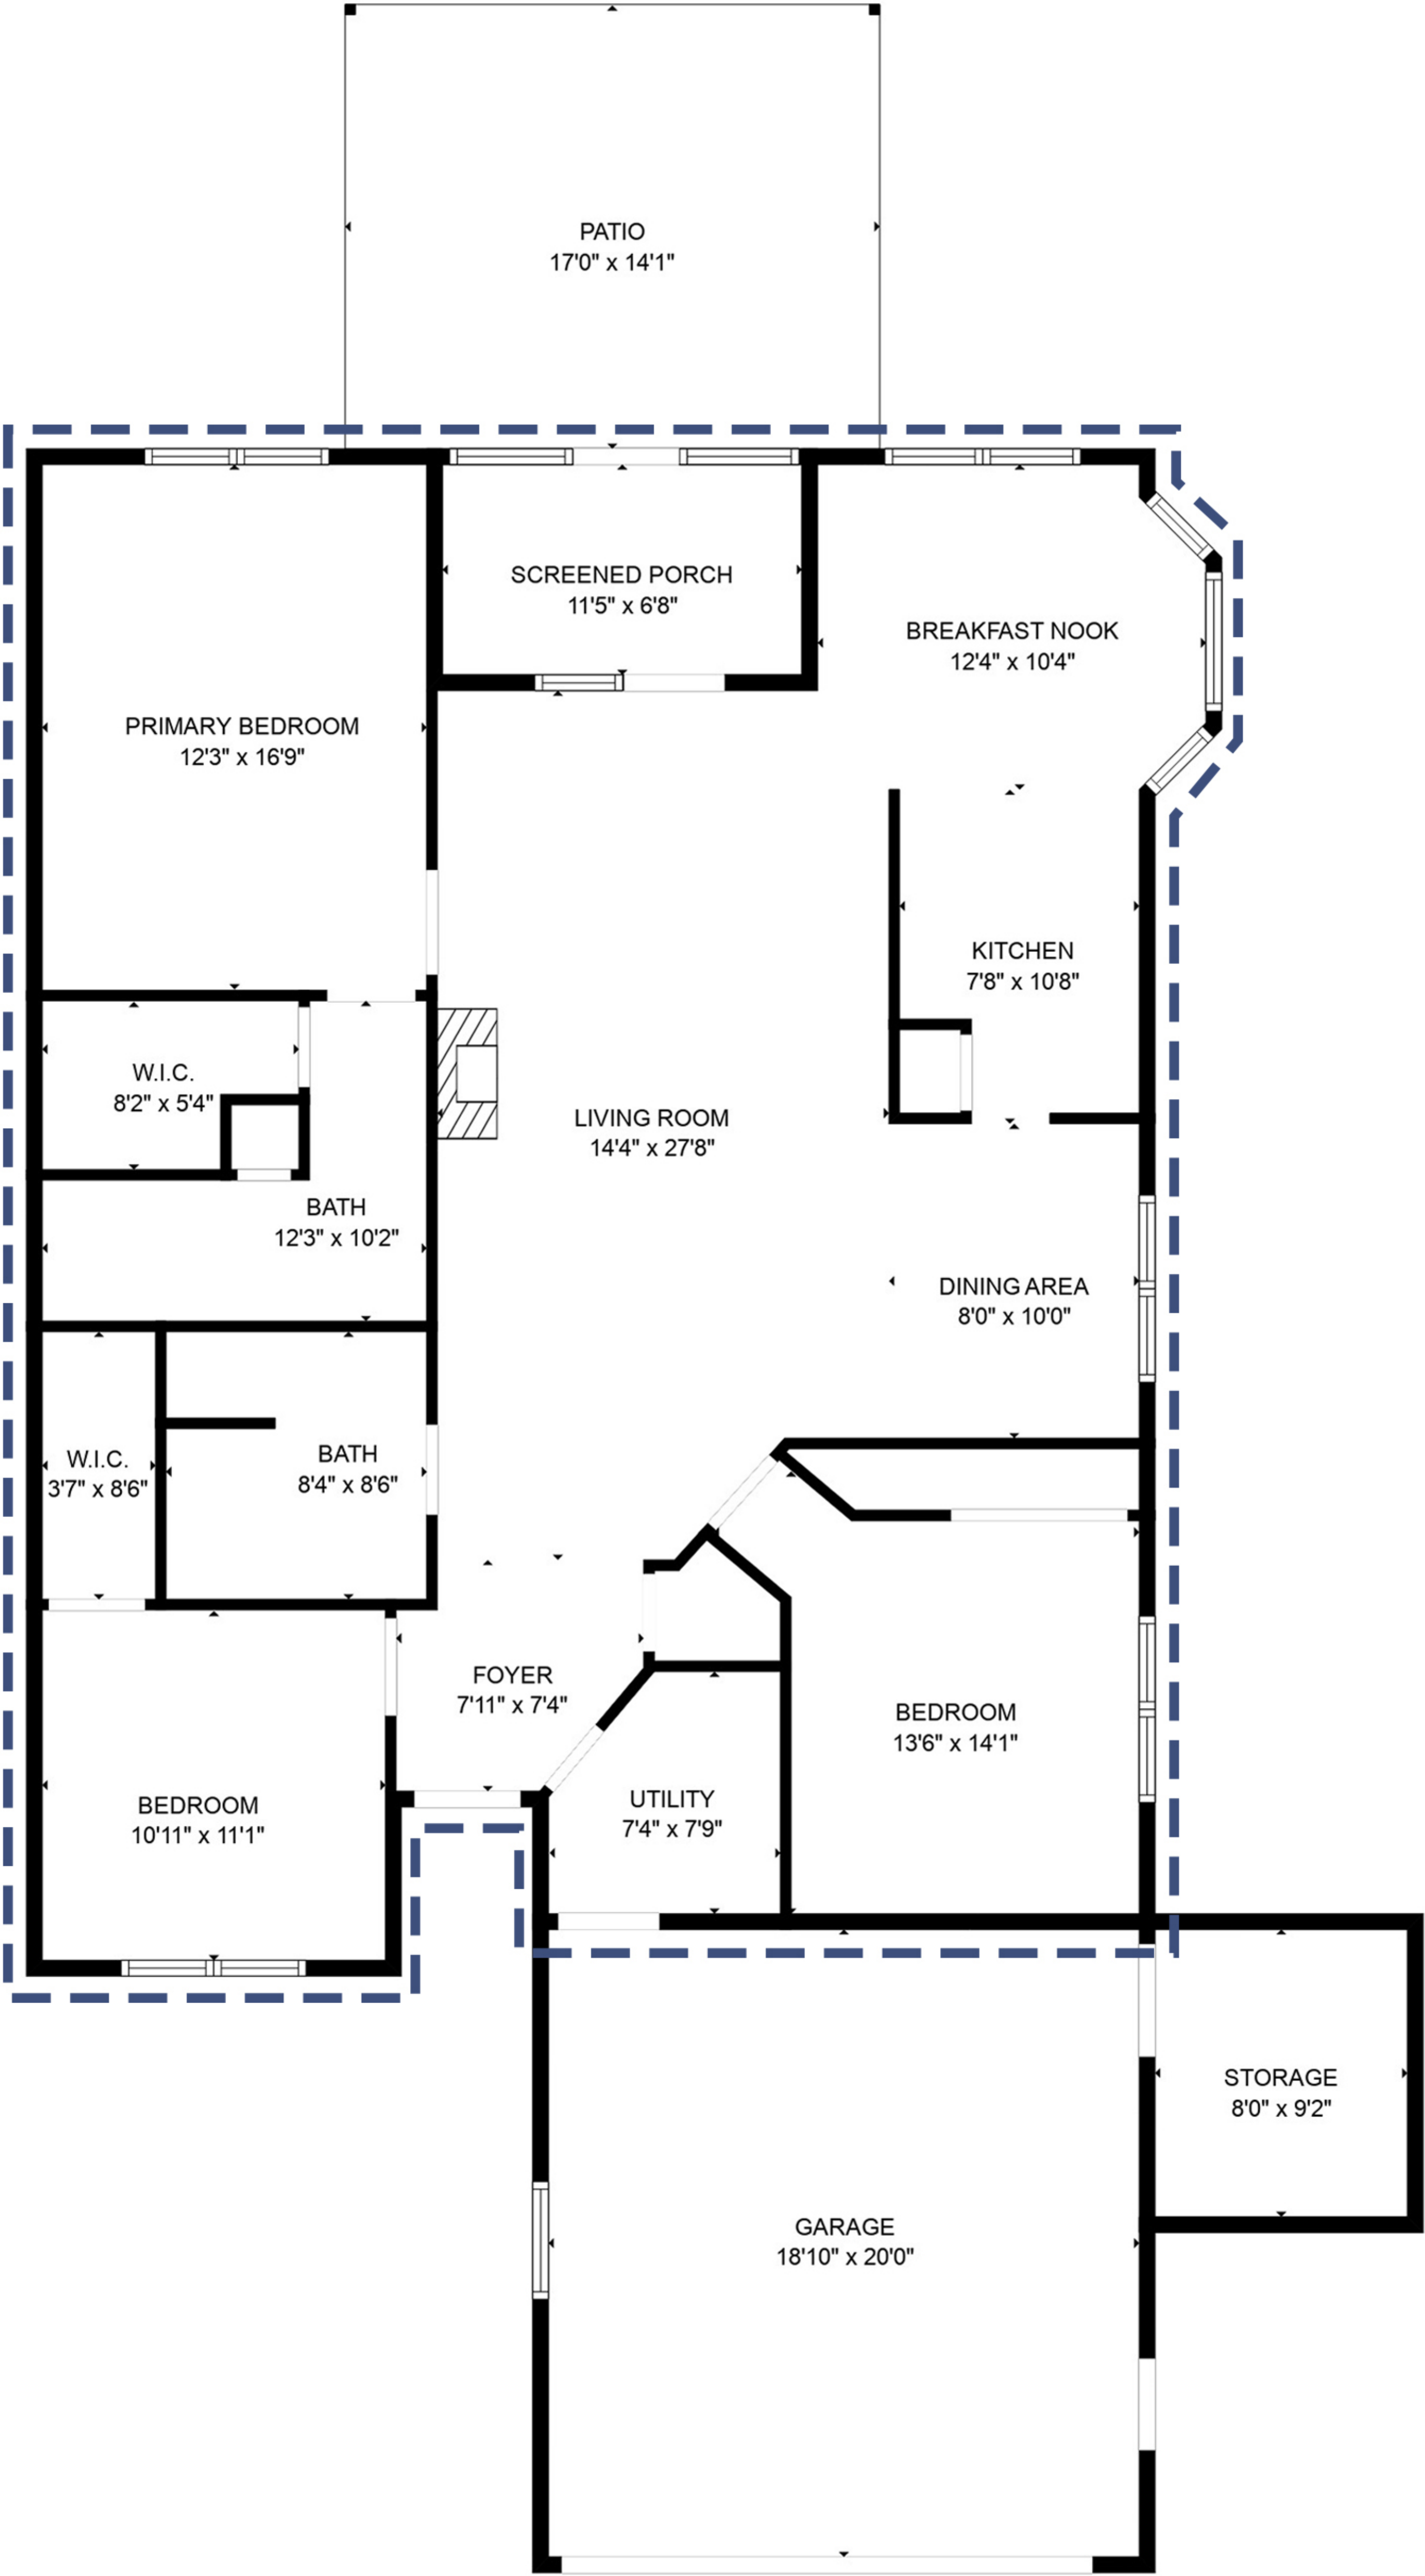 PATIO
17'0" x 14'1"
SCREENED PORCH
11'5" x 6'8"
BREAKFAST NOOK
12'4" x 10'4"
PRIMARY BEDROOM
12'3" x 16'9"
KITCHEN
7'8" x 10'8"
W.I.C.
8'2" x 5'4"
LIVING ROOM
14'4" x 27'8"
BATH
12'3" x 10'2"
DINING AREA
8'0" x 10'0"
BATH
8'4" x 8'6"
W.I.C.
3'7" x 8'6"
FOYER
7'11" x 7'4"
BEDROOM
13'6" x 14'1"
UTILITY
7'4" x 7'9"
BEDROOM
10'11" x 11'1"
STORAGE
8'0" x 9'2"
GARAGE
18'10" x 20'0"